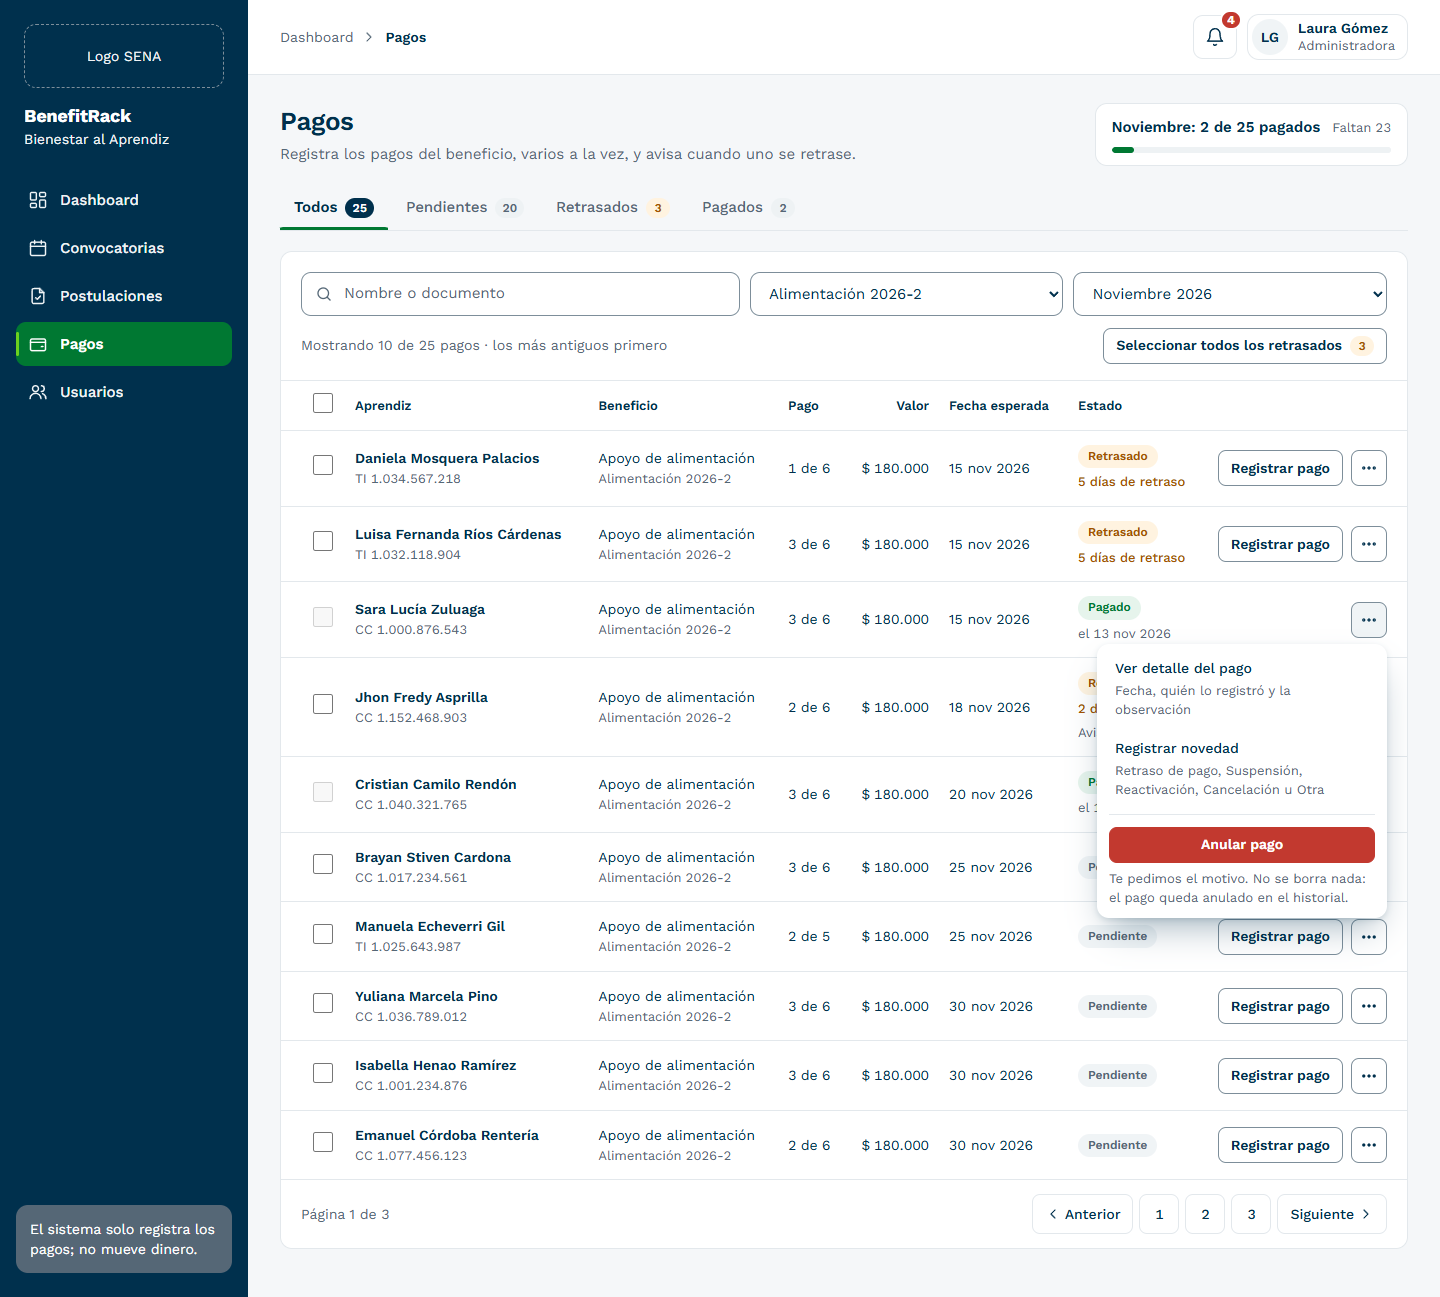 Logo SENA
BenefitRack
Bienestar al Aprendiz
Dashboard
Convocatorias
Postulaciones
Pagos
Usuarios
El sistema solo registra los
pagos; no mueve dinero.
Dashboard > Pagos
4
LG
Laura Gómez
Administradora
Pagos
Registra los pagos del beneficio, varios a la vez, y avisa cuando uno se retrase.
Noviembre: 2 de 25 pagados Faltan 23
Todos 25 Pendientes 20 Retrasados 3 Pagados 2
Nombre o documento Alimentación 2026-2 Noviembre 2026
Mostrando 10 de 25 pagos · los más antiguos primero Seleccionar todos los retrasados 3
Aprendiz Beneficio Pago Valor Fecha esperada Estado
Daniela Mosquera Palacios Apoyo de alimentación 1 de 6 $ 180.000 15 nov 2026 Retrasado Registrar pago ...
TI 1.034.567.218 Alimentación 2026-2 5 días de retraso
Luisa Fernanda Ríos Cárdenas Apoyo de alimentación 3 de 6 $ 180.000 15 nov 2026 Retrasado Registrar pago ...
TI 1.032.118.904 Alimentación 2026-2 5 días de retraso
Sara Lucía Zuluaga Apoyo de alimentación 3 de 6 $ 180.000 15 nov 2026 Pagado ...
CC 1.000.876.543 Alimentación 2026-2 el 13 nov 2026
Jhon Fredy Asprilla Apoyo de alimentación 2 de 6 $ 180.000 18 nov 2026
CC 1.152.468.903 Alimentación 2026-2
Cristian Camilo Rendón Apoyo de alimentación 3 de 6 $ 180.000 20 nov 2026
CC 1.040.321.765 Alimentación 2026-2
Brayan Stiven Cardona Apoyo de alimentación 3 de 6 $ 180.000 25 nov 2026
CC 1.017.234.561 Alimentación 2026-2
Manuela Echeverri Gil Apoyo de alimentación 2 de 5 $ 180.000 25 nov 2026 Pendiente Registrar pago ...
TI 1.025.643.987 Alimentación 2026-2
Yuliana Marcela Pino Apoyo de alimentación 3 de 6 $ 180.000 30 nov 2026 Pendiente Registrar pago ...
CC 1.036.789.012 Alimentación 2026-2
Isabella Henao Ramírez Apoyo de alimentación 3 de 6 $ 180.000 30 nov 2026 Pendiente Registrar pago ...
CC 1.001.234.876 Alimentación 2026-2
Emanuel Córdoba Rentería Apoyo de alimentación 2 de 6 $ 180.000 30 nov 2026 Pendiente Registrar pago ...
CC 1.077.456.123 Alimentación 2026-2
Ver detalle del pago
Fecha, quién lo registró y la
observación
Registrar novedad
Retraso de pago, Suspensión,
Reactivación, Cancelación u Otra
Anular pago
Te pedimos el motivo. No se borra nada:
el pago queda anulado en el historial.
Página 1 de 3 < Anterior 1 2 3 Siguiente >